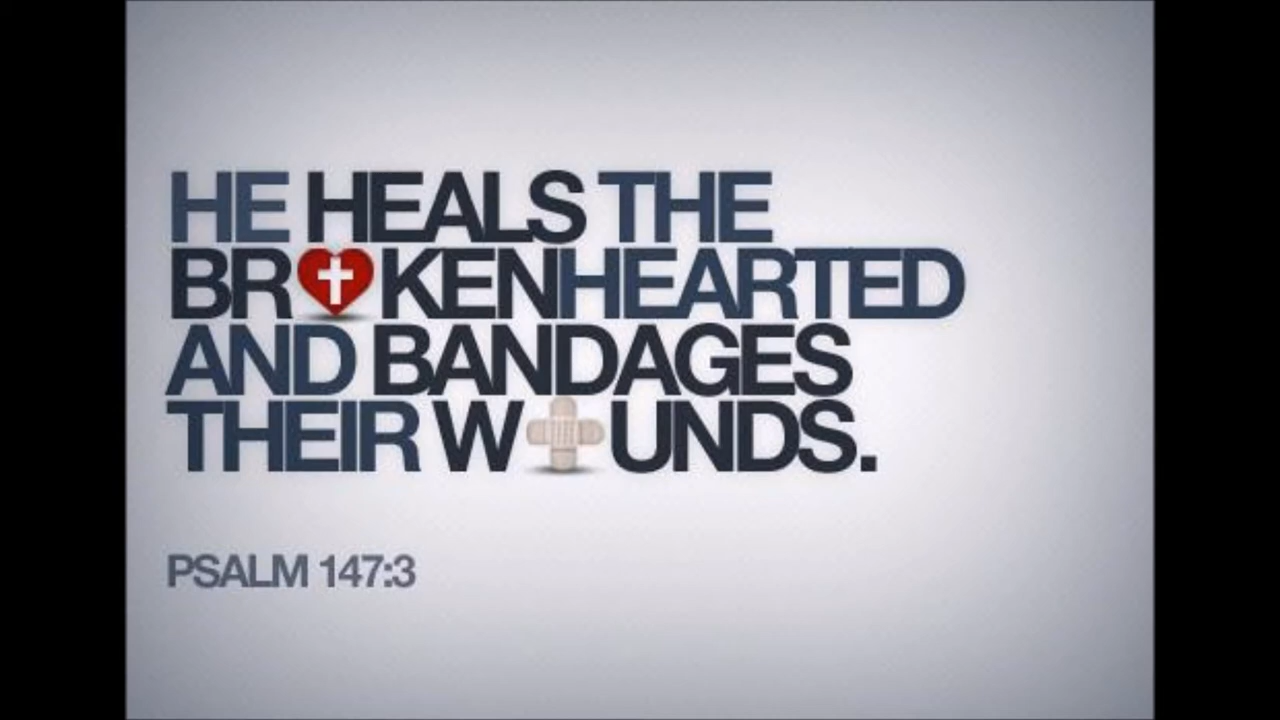 HE HEALS THE
BROKENHEARTED
AND BANDAGES
THEIR WOUNDS.
PSALM 147:3